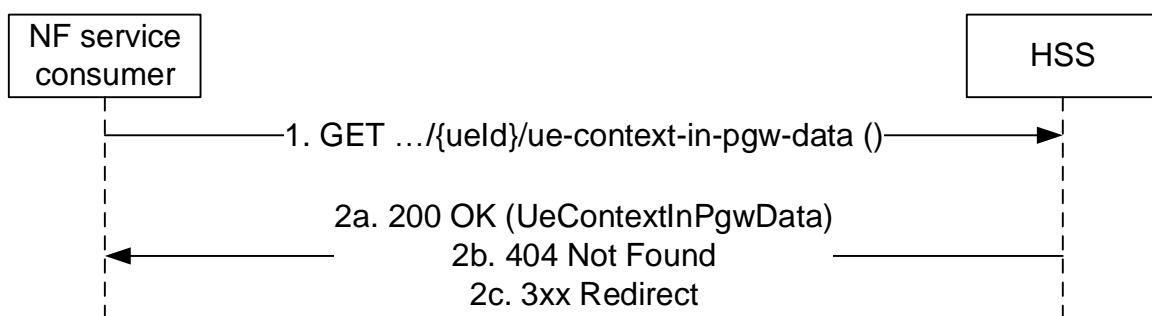 NF service
consumer
HSS
1. GET …/{ueId}/ue-context-in-pgw-data ()
2a. 200 OK (UeContextInPgwData)
2b. 404 Not Found
2c. 3xx Redirect